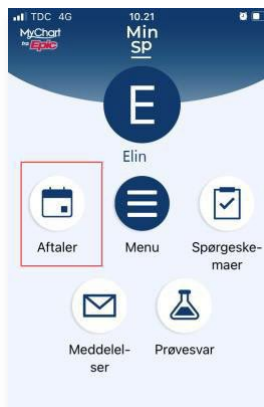 TDC 4G
10.21
MyChart
by Epic
Min
SP
E
Elin
Aftaler
Menu
Spørgeske-
maer
Meddelel-
ser
Prøvesvar